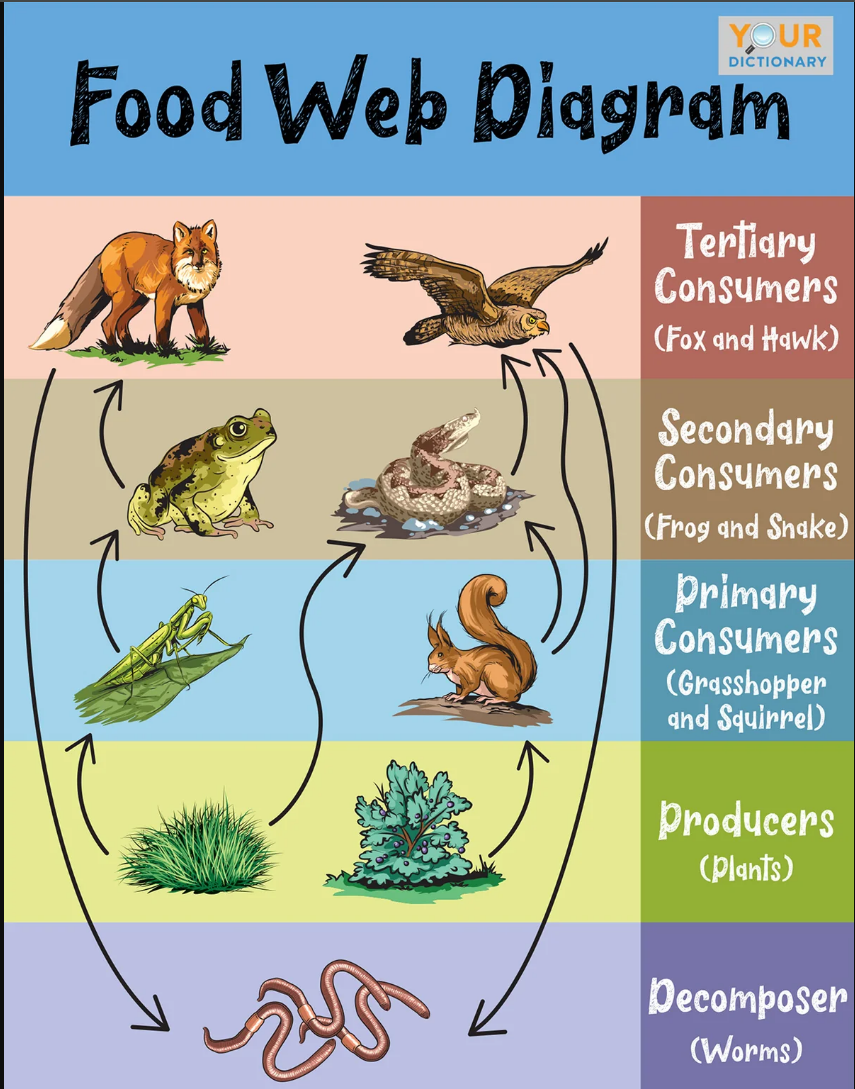 YOUR
DICTIONARY
Food Web Diagram
Tertiary
Consumers
(Fox and Hawk)
Secondary
Consumers
(Frog and Snake)
Primary
Consumers
(Grasshopper
and Squirrel)
Producers
(Plants)
Decomposer
(Worms)